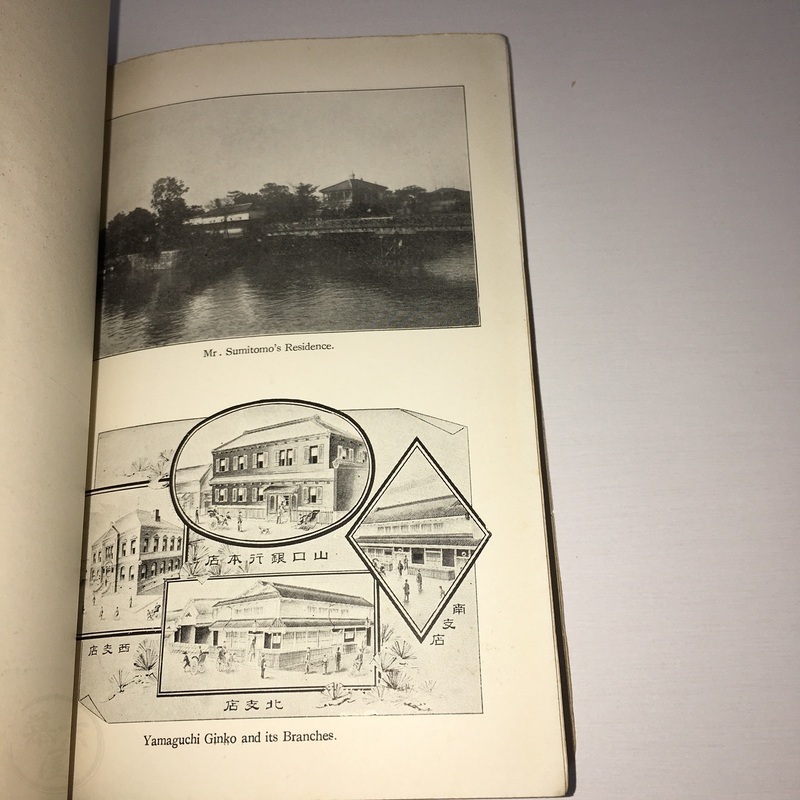 Mr. Sumitomo's Residence.
山口銀行本店
南支店
西支店
北支店
Yamaguchi Ginko and its Branches.